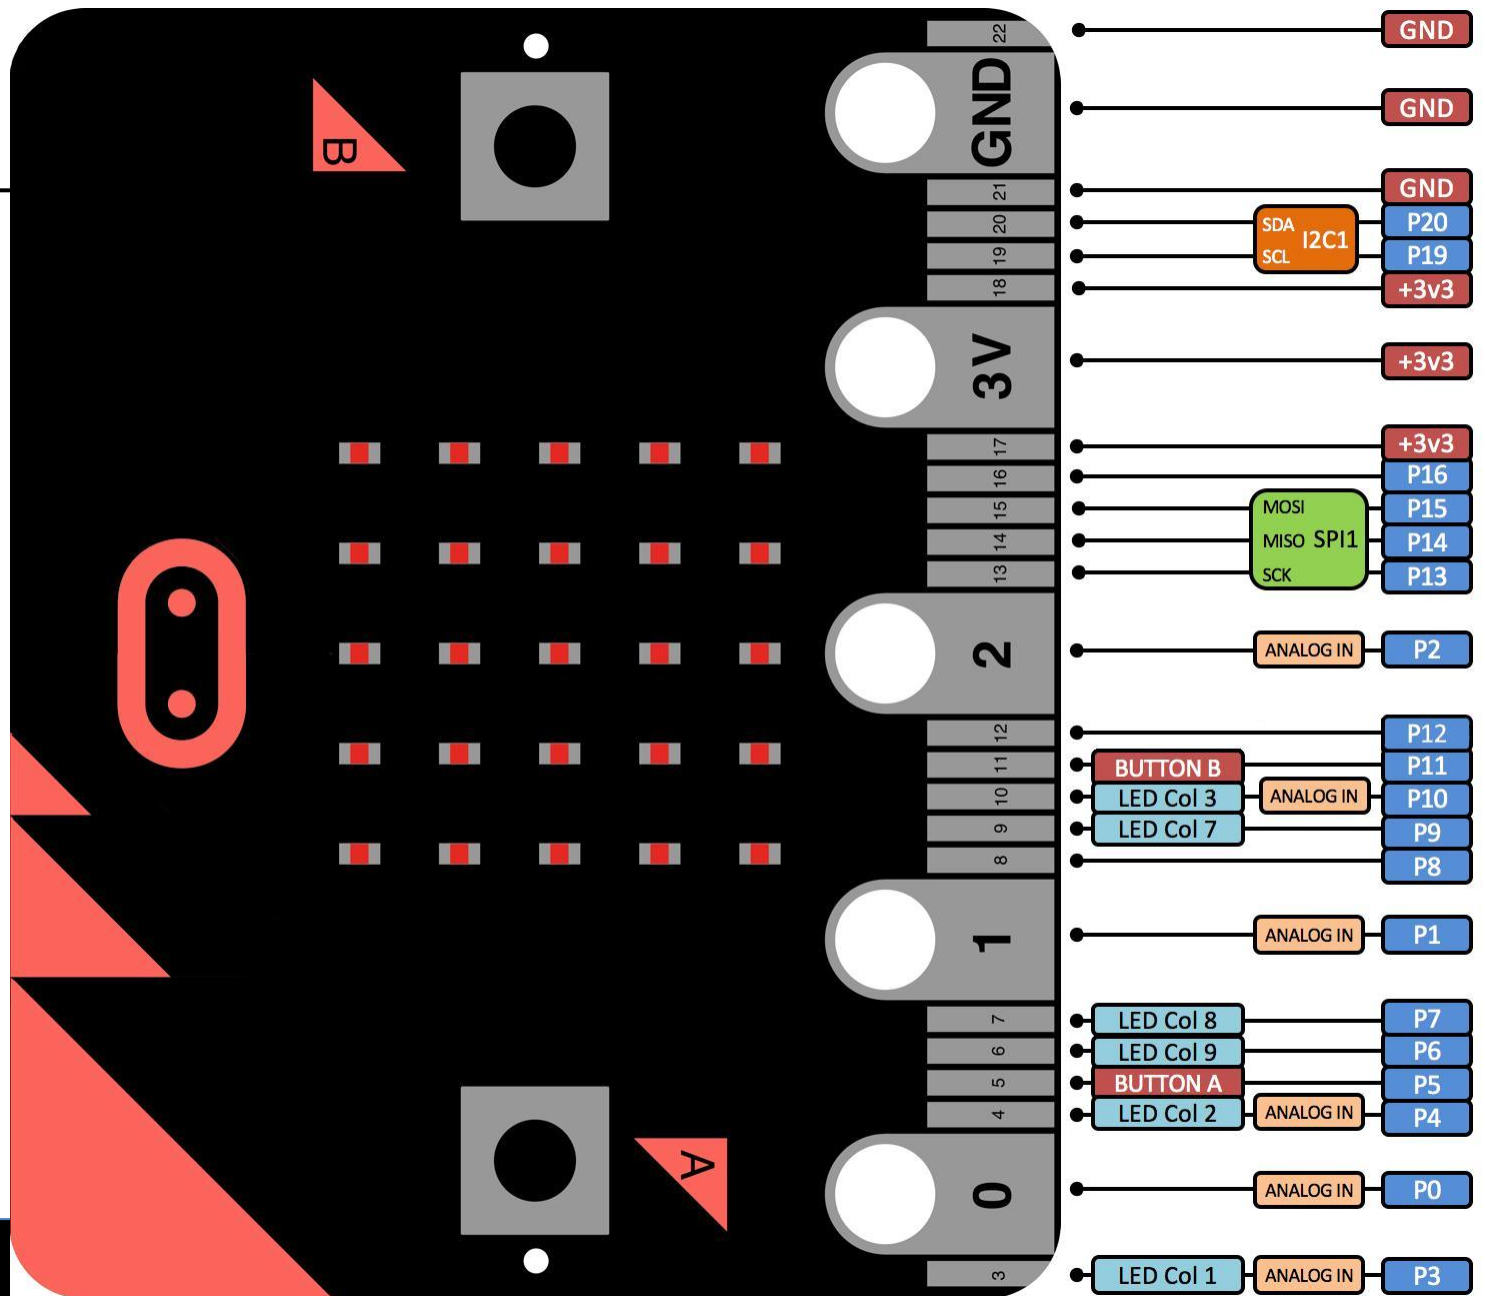 B
A
22
GND
21
20
19
18
3V
17
16
15
14
13
2
12
11
10
9
8
1
7
6
5
4
0
3
GND
GND
GND
SDA
SCL
I2C1
P20
P19
+3v3
+3v3
+3v3
P16
MOSI
MISO
SCK
SPI1
P15
P14
P13
ANALOG IN P2
P12
BUTTON B P11
LED Col 3 ANALOG IN P10
LED Col 7 P9
P8
ANALOG IN P1
LED Col 8 P7
LED Col 9 P6
BUTTON A P5
LED Col 2 ANALOG IN P4
ANALOG IN P0
LED Col 1 ANALOG IN P3